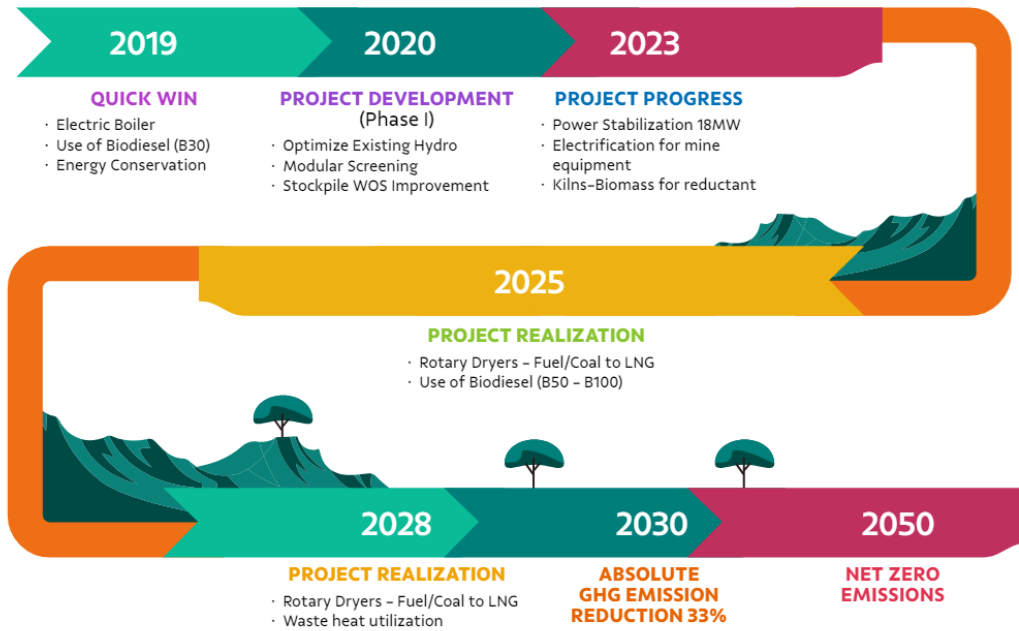 2019
2020
2023
QUICK WIN
· Electric Boiler
· Use of Biodiesel (B30)
· Energy Conservation
PROJECT DEVELOPMENT
(Phase I)
· Optimize Existing Hydro
· Modular Screening
· Stockpile WOS Improvement
PROJECT PROGRESS
· Power Stabilization 18MW
· Electrification for mine
equipment
· Kilns-Biomass for reductant
2025
PROJECT REALIZATION
· Rotary Dryers – Fuel/Coal to LNG
· Use of Biodiesel (B50 – B100)
2028
2030
2050
PROJECT REALIZATION
· Rotary Dryers – Fuel/Coal to LNG
· Waste heat utilization
ABSOLUTE
GHG EMISSION
REDUCTION 33%
NET ZERO
EMISSIONS